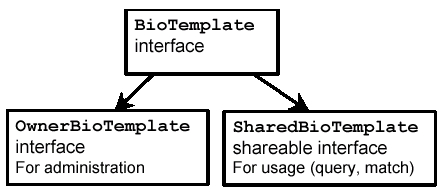 BioTemplate
interface
OwnerBioTemplate
interface
For administration
SharedBioTemplate
shareable interface
For usage (query, match)